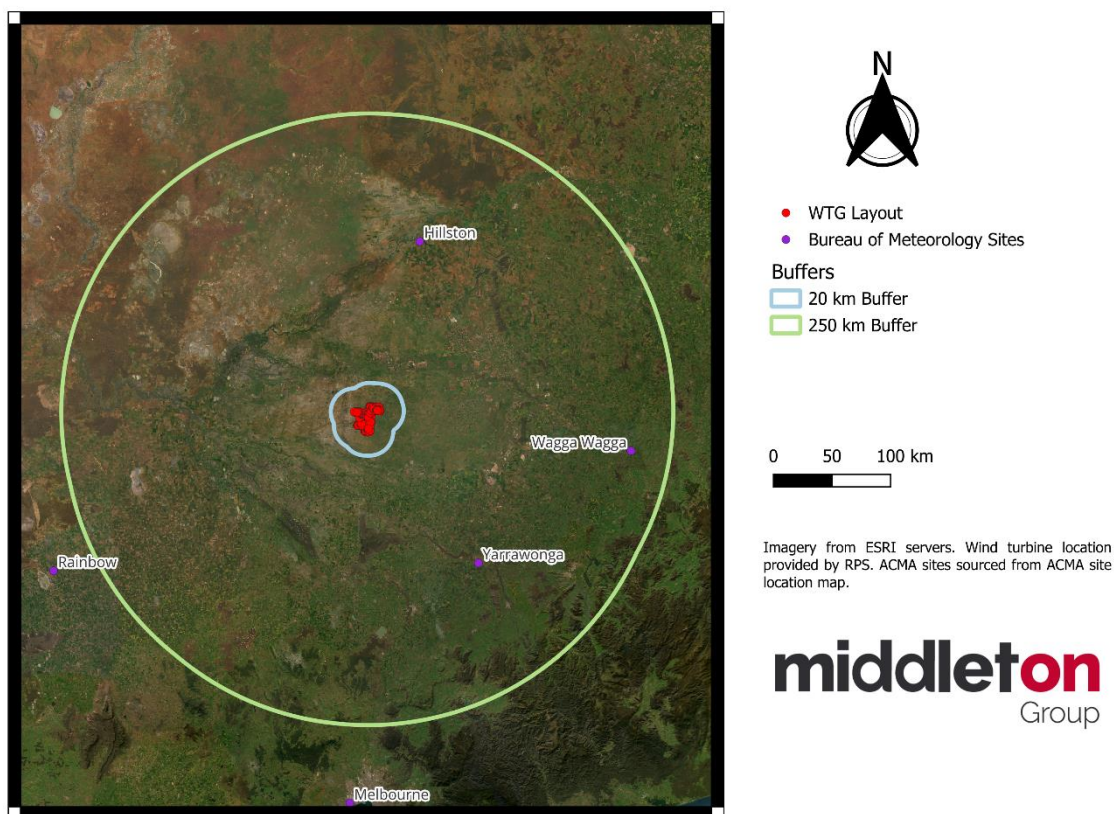 Hillston
Wagga Wagga
Yarrawonga
Rainbow
Melbourne
N
WTG Layout
Bureau of Meteorology Sites
Buffers
20 km Buffer
250 km Buffer
0 50 100 km
Imagery from ESRI servers. Wind turbine location
provided by RPS. ACMA sites sourced from ACMA site
location map.
middleton
Group